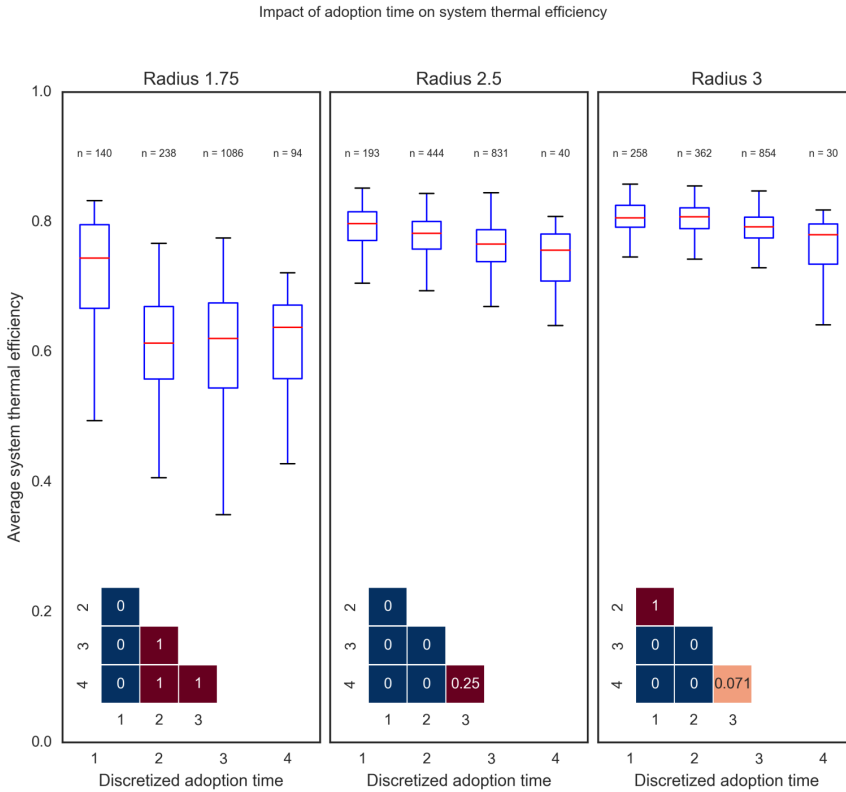 Impact of adoption time on system thermal efficiency
Radius 1.75
Radius 2.5
Radius 3
Average system thermal efficiency
1.0
0.8
0.6
0.4
0.2
0.0
n = 140
n = 238
n = 1086
n = 94
n = 193
n = 444
n = 831
n = 40
n = 258
n = 362
n = 854
n = 30
2
0
3
0 1
4
0 1 1
1 2 3
2
0
3
0 0
4
0 0 0.25
1 2 3
2
1
3
0 0
4
0 0 0.071
1 2 3
1 2 3 4
Discretized adoption time
1 2 3 4
Discretized adoption time
1 2 3 4
Discretized adoption time